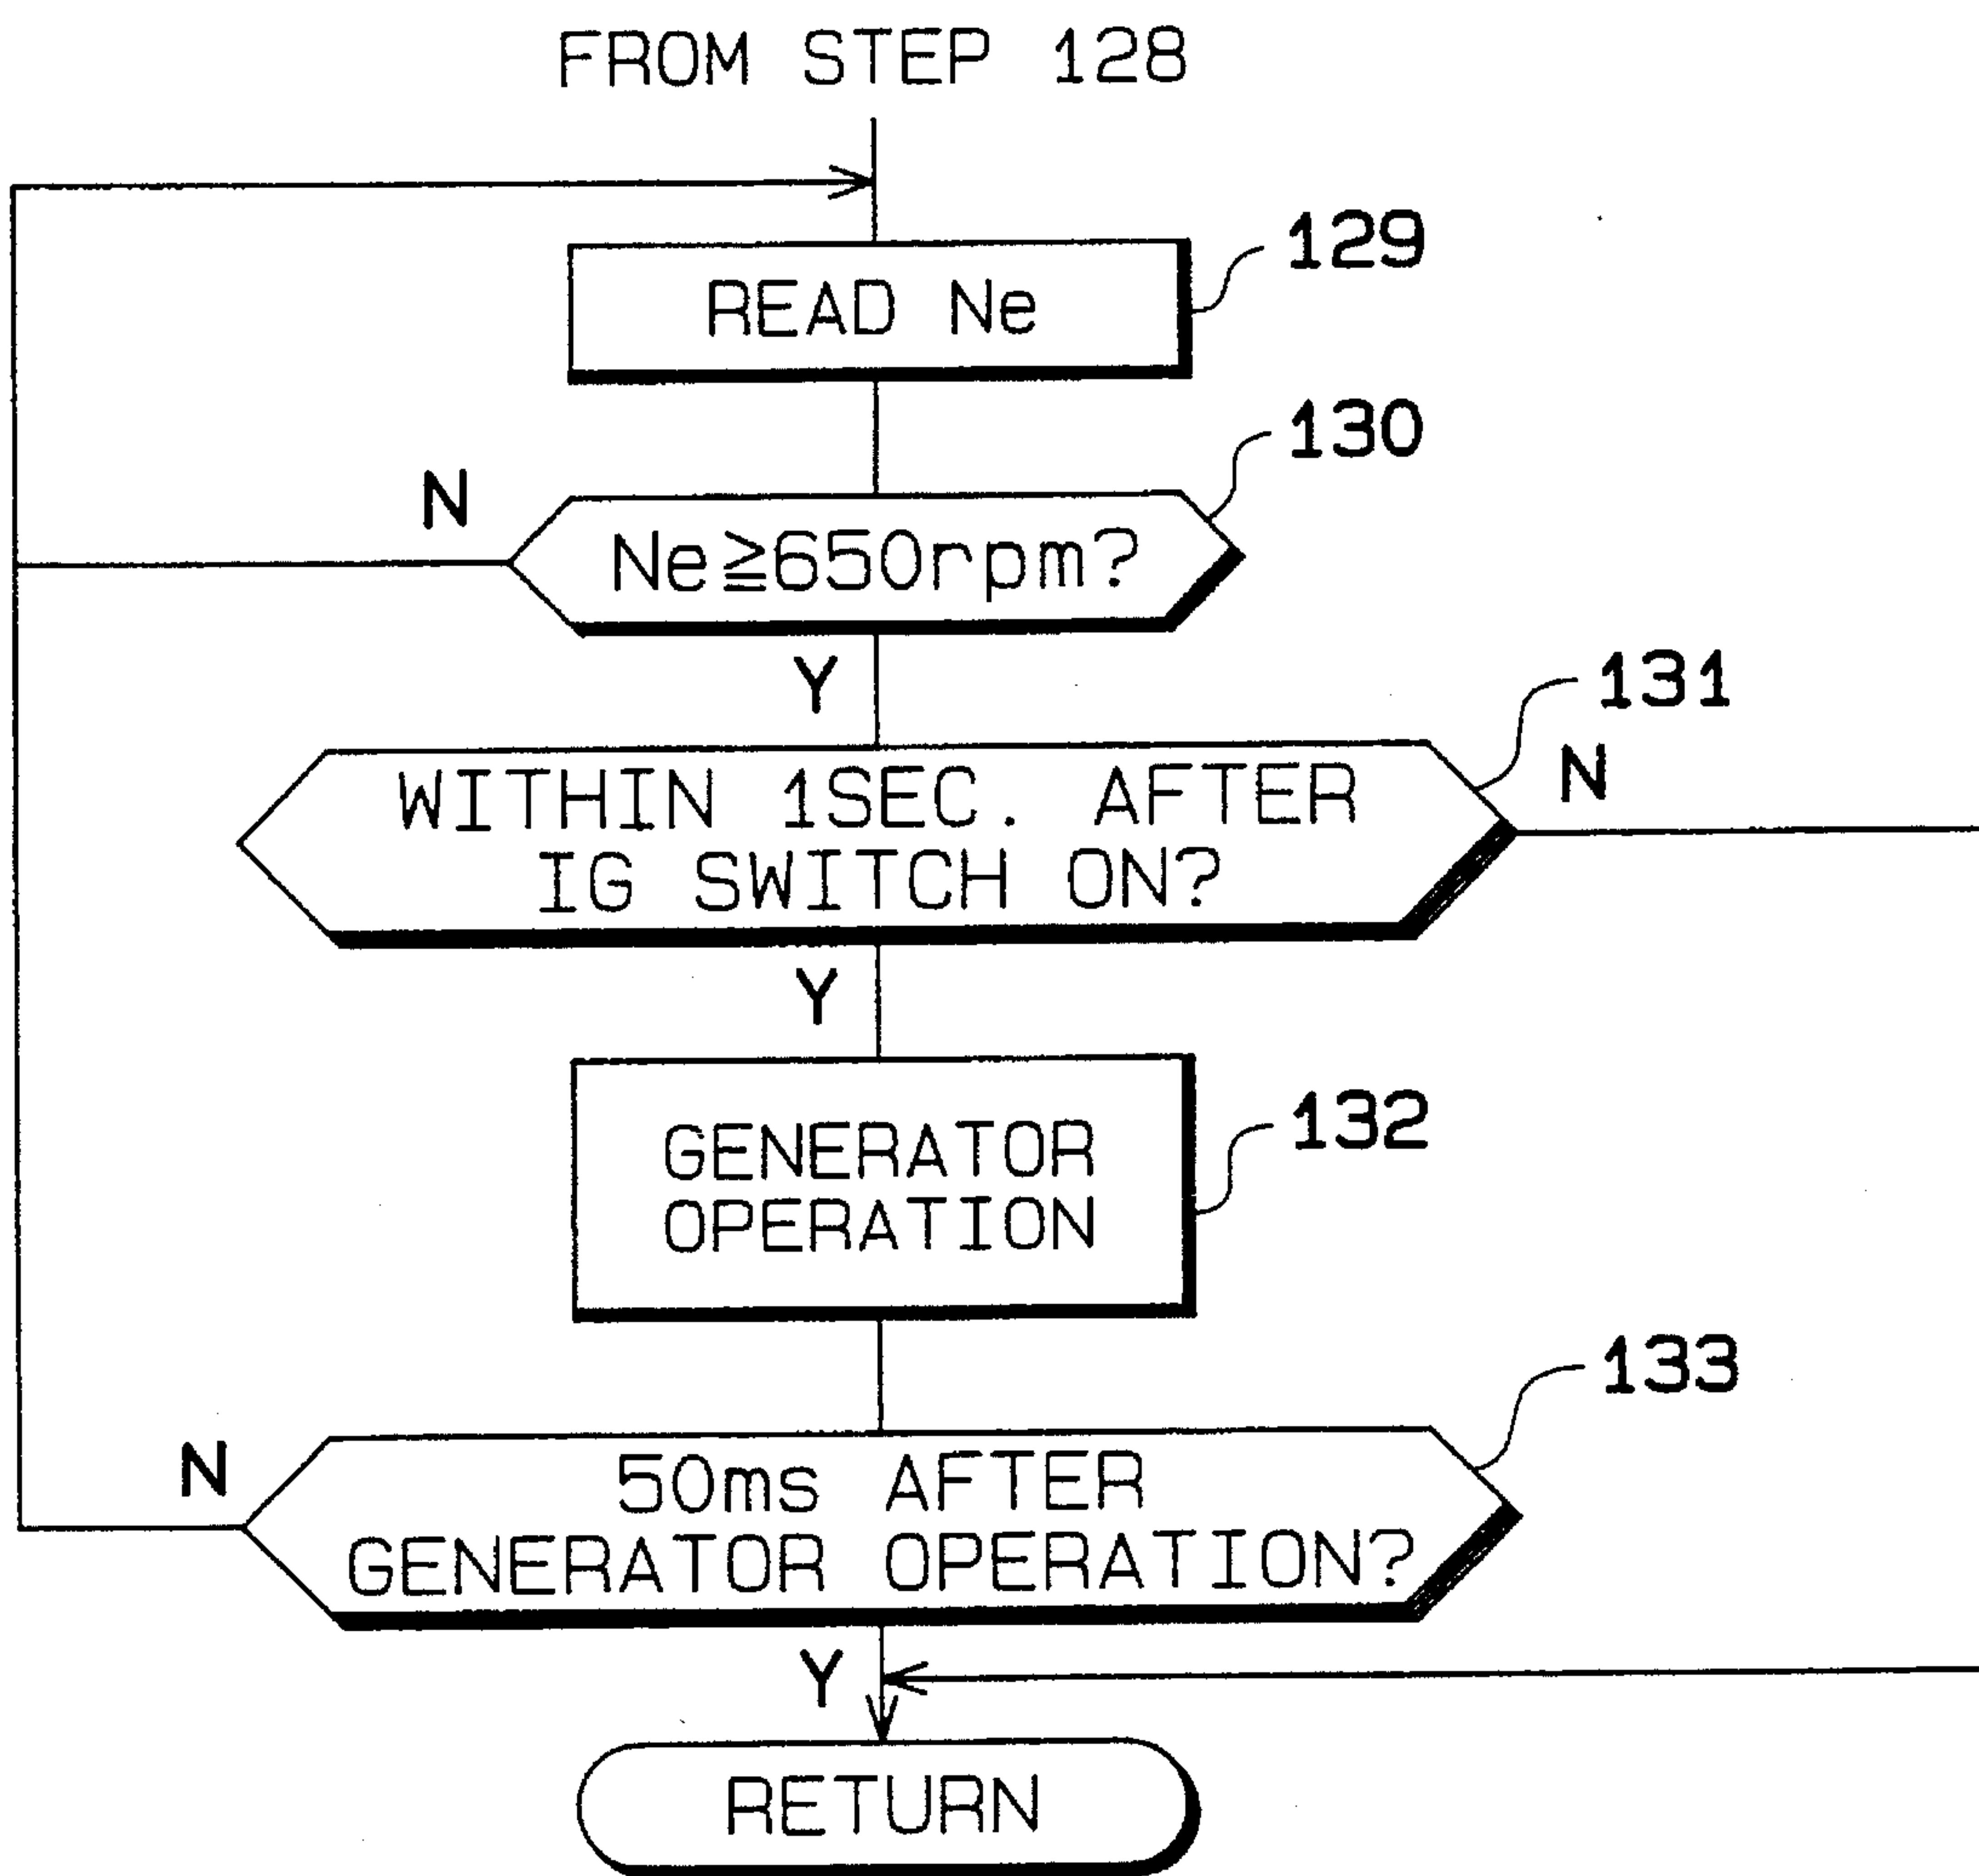 FROM STEP 128
129
READ Ne
130
N
Ne≧650rpm?
Y
131
N
WITHIN 1SEC. AFTER
IG SWITCH ON?
Y
132
GENERATOR
OPERATION
133
N
50ms AFTER
GENERATOR OPERATION?
Y
RETURN